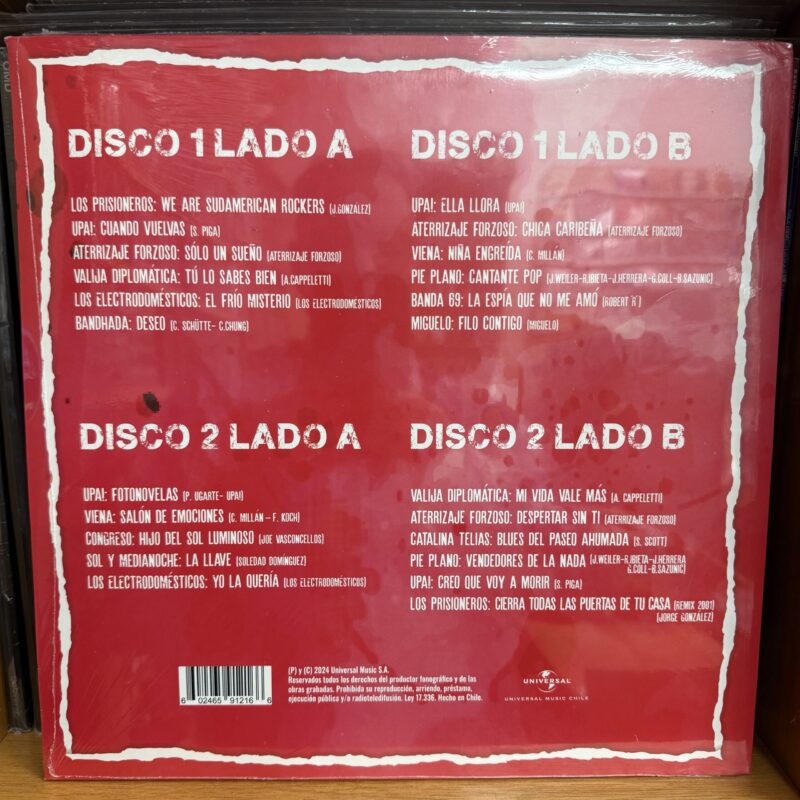 DISCO 1 LADO A
LOS PRISIONEROS: WE ARE SUDAMERICAN ROCKERS (J.GONZÁLEZ)
UPA!: CUANDO VUELVAS (S. PIGA)
ATERRIZAJE FORZOSO: SÓLO UN SUEÑO (ATERRIZAJE FORZOSO)
VALIJA DIPLOMÁTICA: TÚ LO SABES BIEN (A.CAPPELETTI)
LOS ELECTRODOMÉSTICOS: EL FRÍO MISTERIO (LOS ELECTRODOMÉSTICOS)
BANDHADA: DESEO (C. SCHÜTTE- C.CHUNG)
DISCO 1 LADO B
UPA!: ELLA LLORA (UPA!)
ATERRIZAJE FORZOSO: CHICA CARIBEÑA (ATERRIZAJE FORZOSO)
VIENA: NIÑA ENGREÍDA (C. MILLÁN)
PIE PLANO: CANTANTE POP (J.WEILER-R.IBIETA-J.HERRERA-G.COLL-B.SAZUNIC)
BANDA 69: LA ESPÍA QUE NO ME AMÓ (ROBERT ´R´)
MIGUELO: FILO CONTIGO (MIGUELO)
DISCO 2 LADO A
UPA!: FOTONOVELAS (P. UGARTE- UPA!)
VIENA: SALÓN DE EMOCIONES (C. MILLÁN - F. KOCH)
CONGRESO: HIJO DEL SOL LUMINOSO (JOE VASCONCELLOS)
SOL Y MEDIANOCHE: LA LLAVE (SOLEDAD DOMÍNGUEZ)
LOS ELECTRODOMÉSTICOS: YO LA QUERÍA (LOS ELECTRODOMÉSTICOS)
DISCO 2 LADO B
VALIJA DIPLOMÁTICA: MI VIDA VALE MÁS (A. CAPPELETTI)
ATERRIZAJE FORZOSO: DESPERTAR SIN TI (ATERRIZAJE FORZOSO)
CATALINA TELIAS: BLUES DEL PASEO AHUMADA (S. SCOTT)
PIE PLANO: VENDEDORES DE LA NADA (J.WEILER-R.IBIETA-J.HERRERA
G.COLL-B.SAZUNIC)
UPA!: CREO QUE VOY A MORIR (S. PIGA)
LOS PRISIONEROS: CIERRA TODAS LAS PUERTAS DE TU CASA (REMIX 2001)
(JORGE GONZÁLEZ)
6 02465 91216 6
(P) y (C) 2024 Universal Music S.A.
Reservados todos los derechos del productor fonográfico y de
las obras grabadas. Prohibida su reproducción, arriendo, préstamo,
ejecución pública y/o radioteledifusión. Ley 17.336. Hecho en Chile.
UNIVERSAL
UNIVERSAL MUSIC CHILE